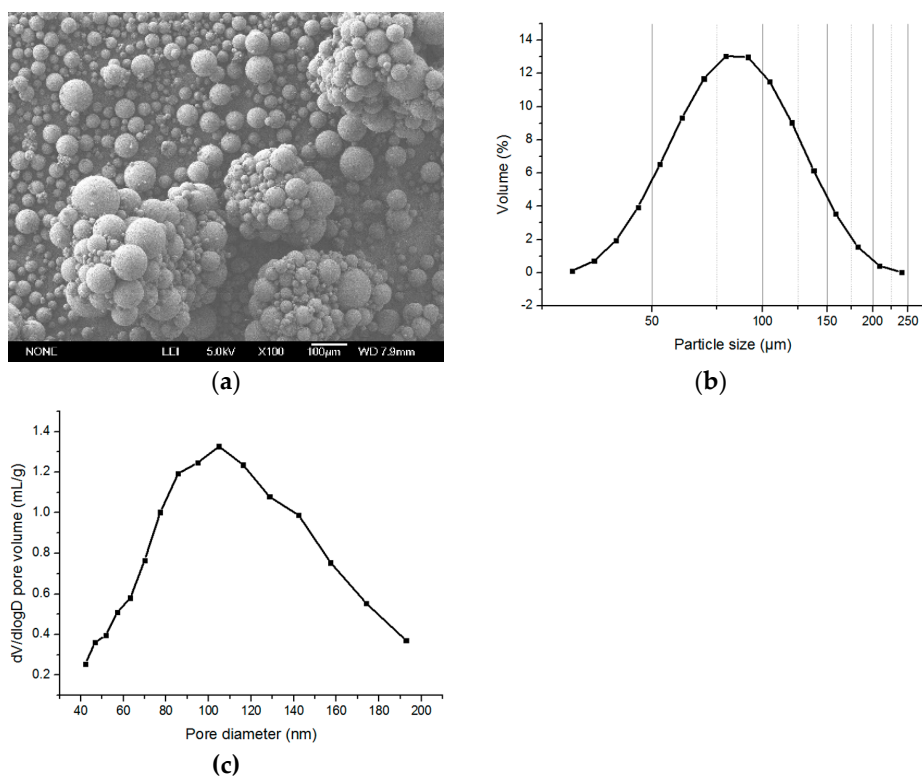 NONE LEI 5.0kV X100 100μm WD 7.9mm
(a)
14
12
10
8
6
4
2
0
-2
Volume (%)
50 100 150 200 250
Particle size (μm)
(b)
1.4
1.2
1.0
0.8
0.6
0.4
0.2
dV/dlogD pore volume (mL/g)
40 60 80 100 120 140 160 180 200
Pore diameter (nm)
(c)